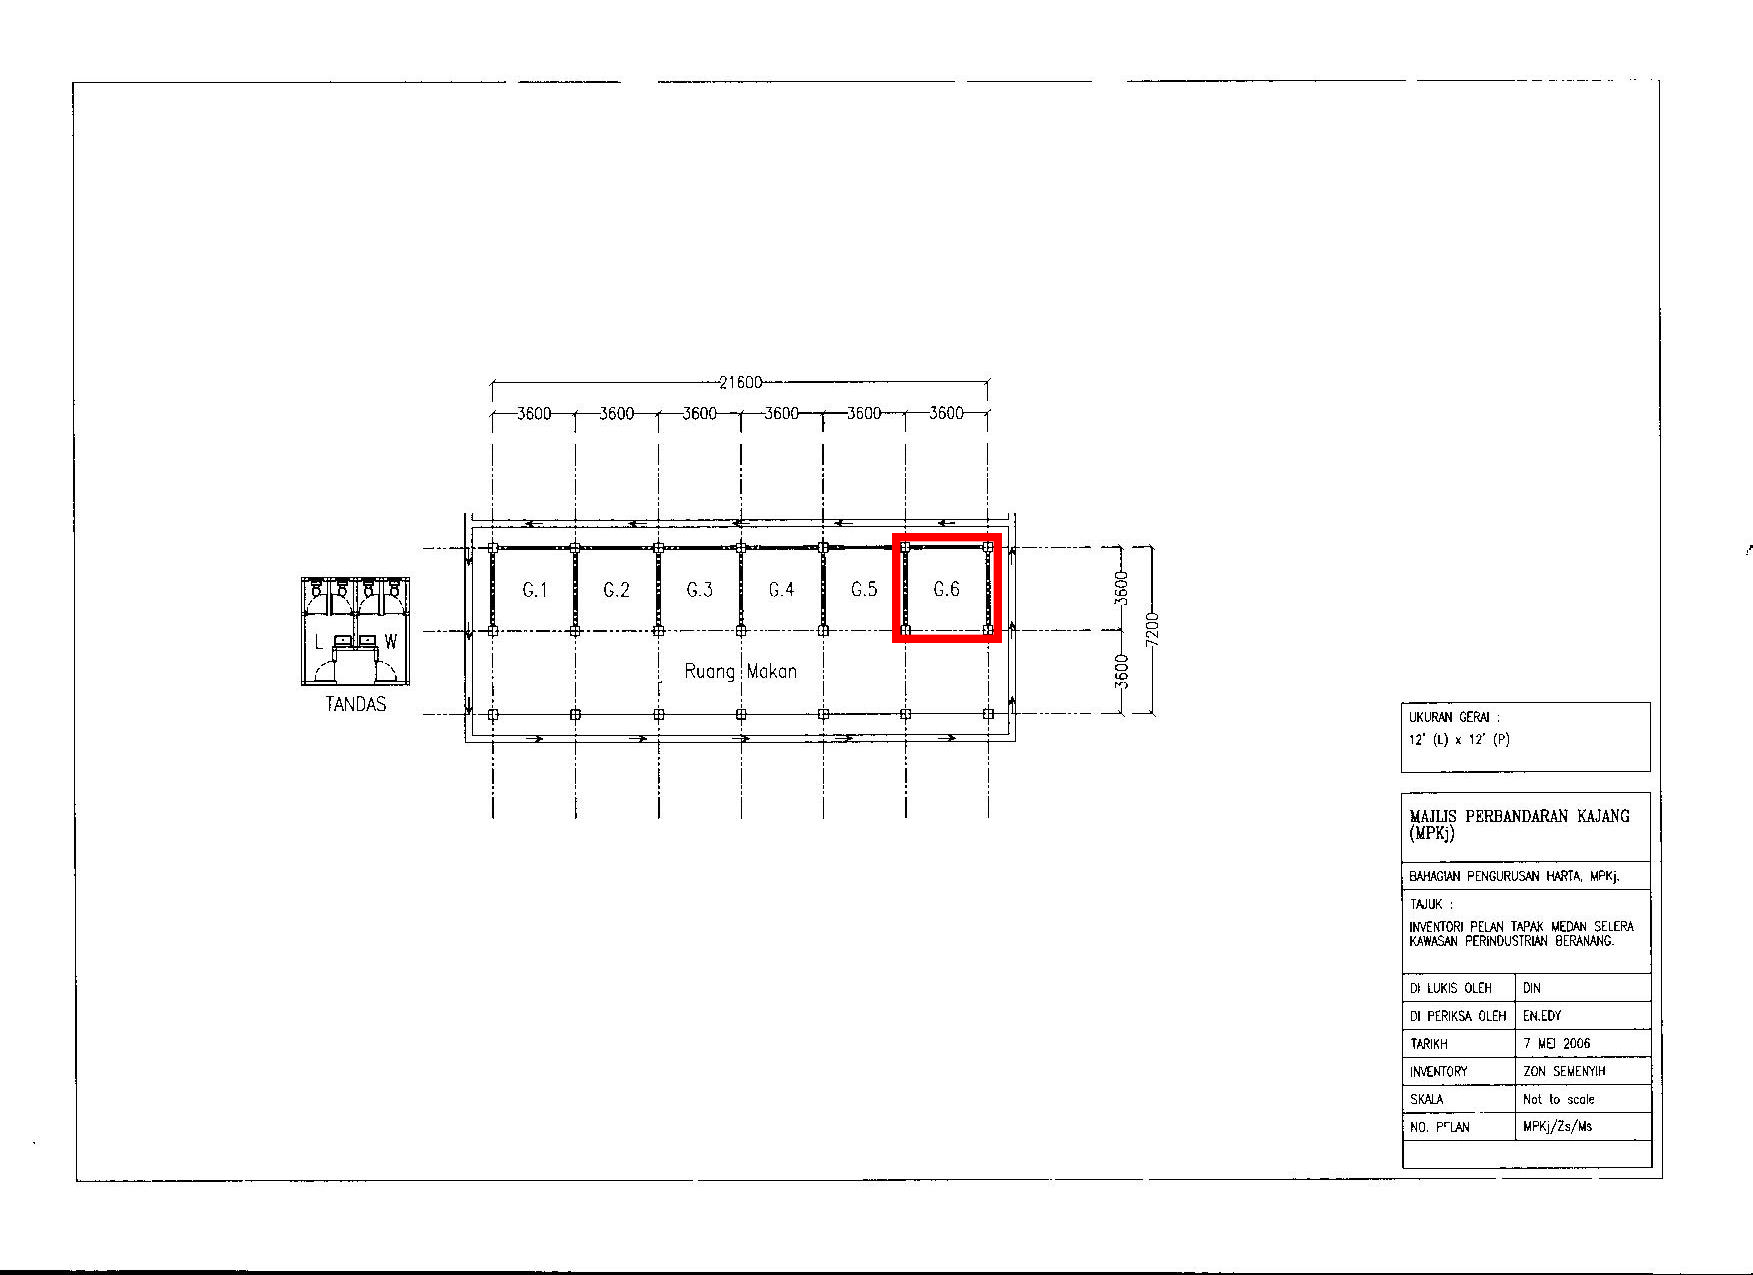 21600
3600 3600 3600 3600 3600 3600
G.1 G.2 G.3 G.4 G.5 G.6
3600
7200
3600
Ruang Makan
L W
TANDAS
UKURAN GERAI :
12' (L) x 12' (P)
MAJLIS PERBANDARAN KAJANG
(MPKj)
BAHAGIAN PENGURUSAN HARTA, MPKj.
TAJUK :
INVENTORI PELAN TAPAK MEDAN SELERA
KAWASAN PERINDUSTRIAN BERANANG.
DI LUKIS OLEH DIN
DI PERIKSA OLEH EN.EDY
TARIKH 7 MEI 2006
INVENTORY ZON SEMENYIH
SKALA Not to scale
NO. PELAN MPKj/Zs/Ms